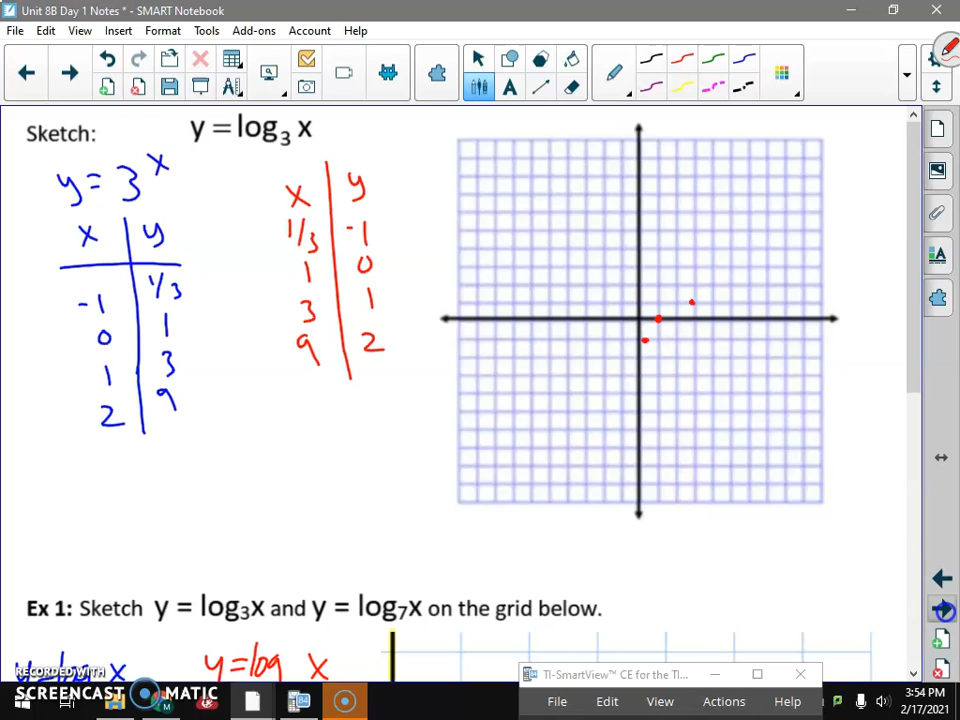 Unit 8B Day 1 Notes * - SMART Notebook
File Edit View Insert Format Tools Add-ons Account Help
Sketch: y = log₃ x
y = 3^x
x y
-1 1/3
0 1
1 3
2 9
x y
1/3 -1
1 0
3 1
9 2
Ex 1: Sketch y = log₃x and y = log₇x on the grid below.
y = log x
y = log x
RECORDED WITH
SCREENCAST MATIC
TI-SmartView™ CE for the TI...
File Edit View Actions Help
84
3:54 PM
2/17/2021